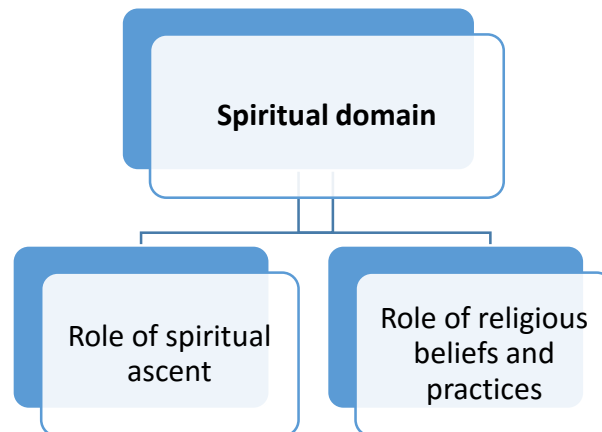 Spiritual domain
Role of spiritual
ascent
Role of religious
beliefs and
practices